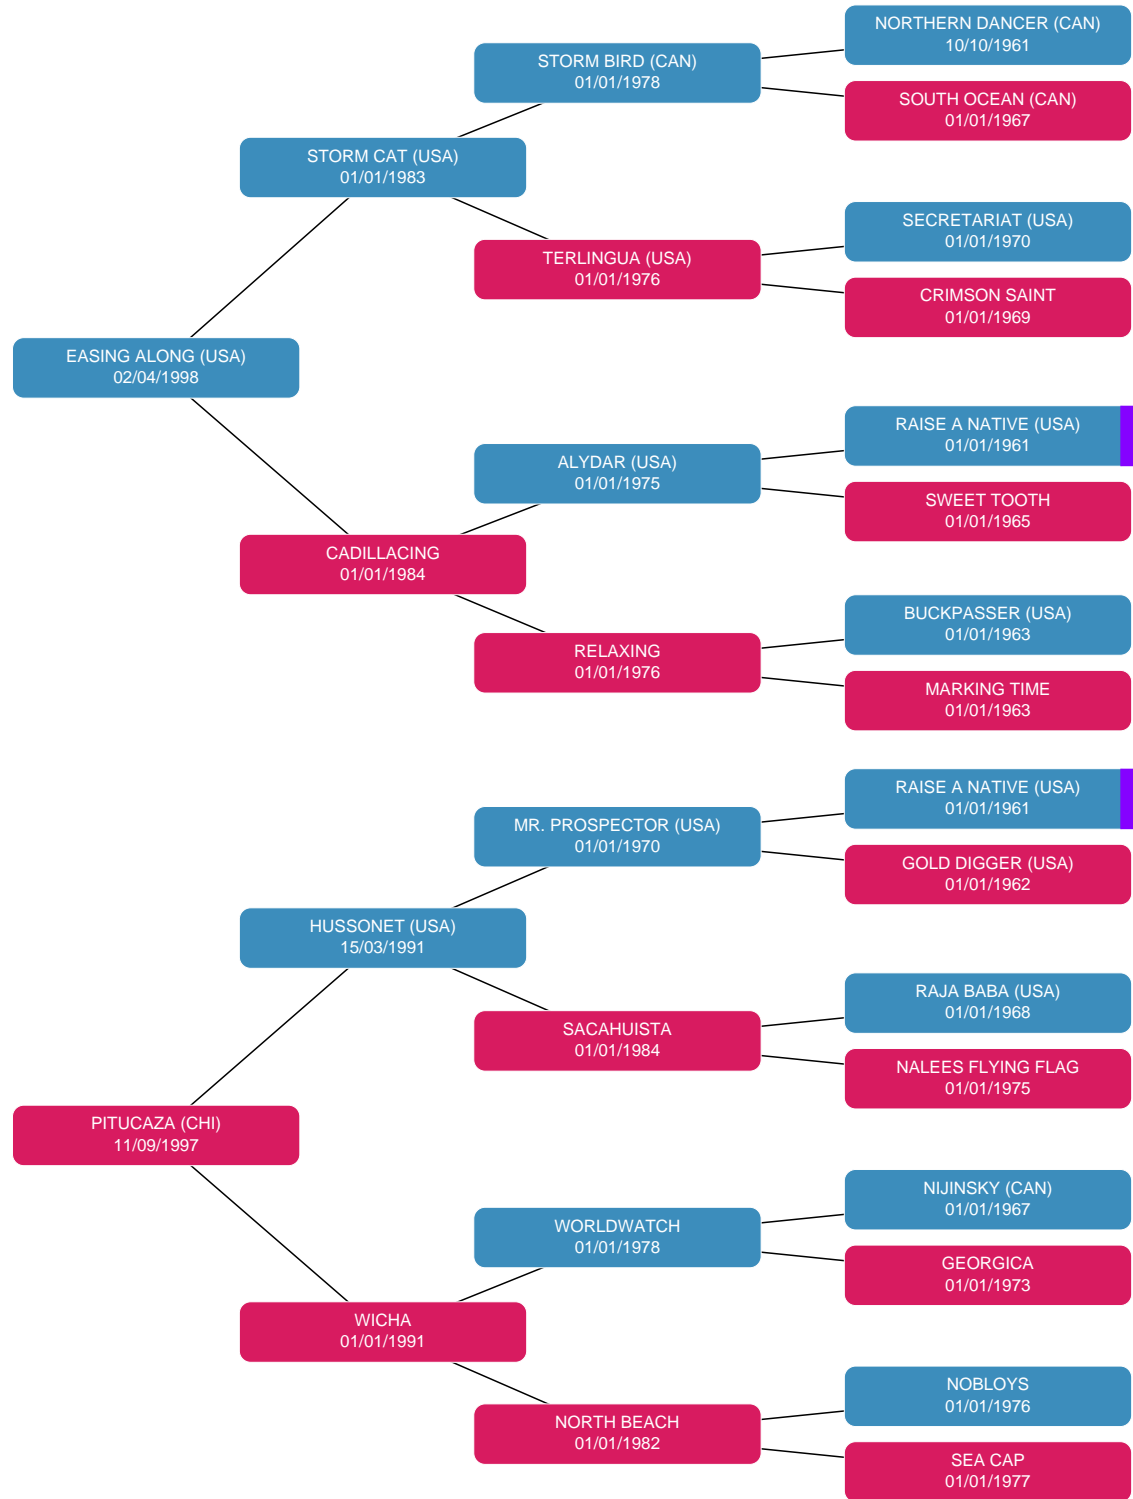 NORTHERN DANCER (CAN)
10/10/1961
STORM BIRD (CAN)
01/01/1978
SOUTH OCEAN (CAN)
01/01/1967
STORM CAT (USA)
01/01/1983
SECRETARIAT (USA)
01/01/1970
TERLINGUA (USA)
01/01/1976
CRIMSON SAINT
01/01/1969
EASING ALONG (USA)
02/04/1998
RAISE A NATIVE (USA)
01/01/1961
ALYDAR (USA)
01/01/1975
SWEET TOOTH
01/01/1965
CADILLACING
01/01/1984
BUCKPASSER (USA)
01/01/1963
RELAXING
01/01/1976
MARKING TIME
01/01/1963
RAISE A NATIVE (USA)
01/01/1961
MR. PROSPECTOR (USA)
01/01/1970
GOLD DIGGER (USA)
01/01/1962
HUSSONET (USA)
15/03/1991
RAJA BABA (USA)
01/01/1968
SACAHUISTA
01/01/1984
NALEES FLYING FLAG
01/01/1975
PITUCAZA (CHI)
11/09/1997
NIJINSKY (CAN)
01/01/1967
WORLDWATCH
01/01/1978
GEORGICA
01/01/1973
WICHA
01/01/1991
NOBLOYS
01/01/1976
NORTH BEACH
01/01/1982
SEA CAP
01/01/1977